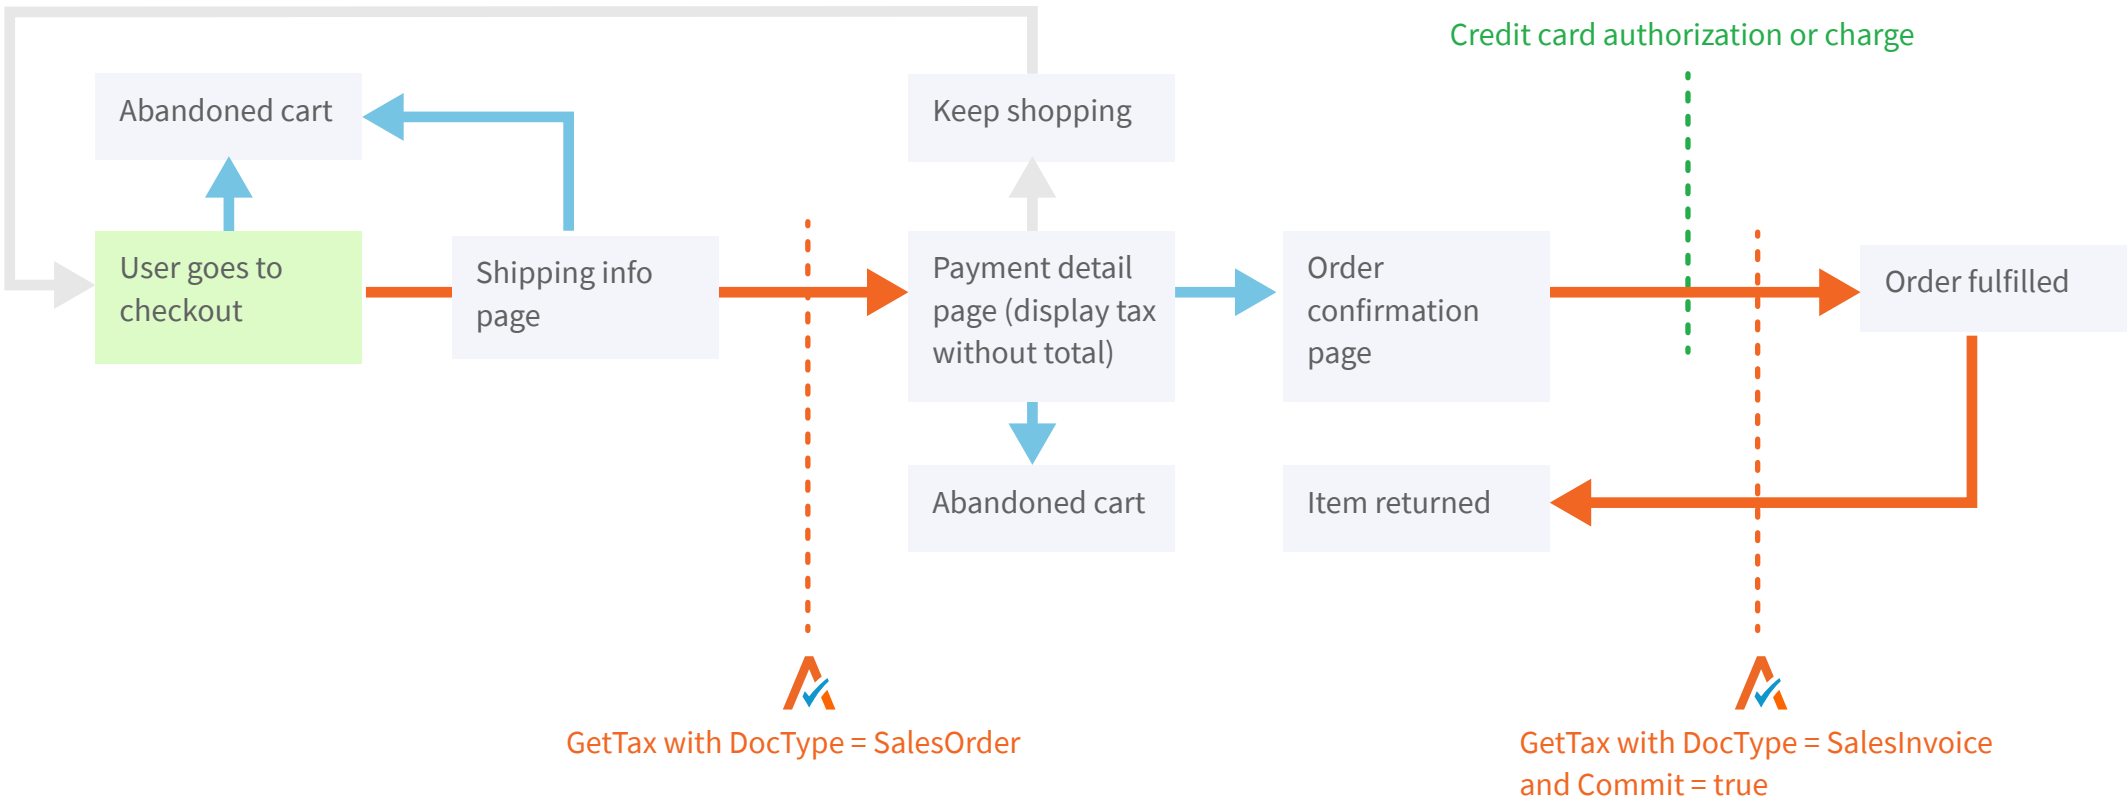 Credit card authorization or charge
Abandoned cart
Keep shopping
User goes to
checkout
Shipping info
page
Payment detail
page (display tax
without total)
Order
confirmation
page
Order fulfilled
Abandoned cart
Item returned
GetTax with DocType = SalesOrder
GetTax with DocType = SalesInvoice
and Commit = true